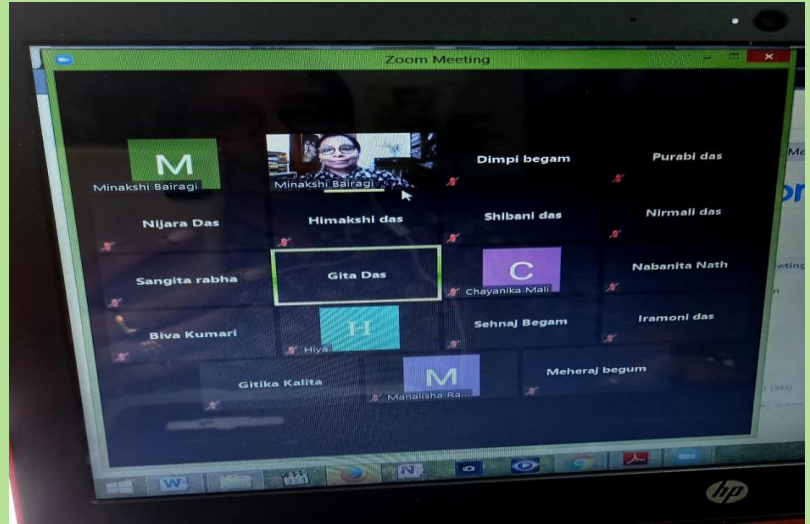 Zoom Meeting
M
Minakshi Bairagi
Minakshi Bairagi
Dimpi begam
Purabi das
Nijara Das
Himakshi das
Shibani das
Nirmali das
Sangita rabha
Gita Das
C
Chayanika Mali
Nabanita Nath
Biva Kumari
H
Hiya
Sehnaj Begam
Iramoni das
Gitika Kalita
M
Manalisha Ra...
Meheraj begum
W
N
hp